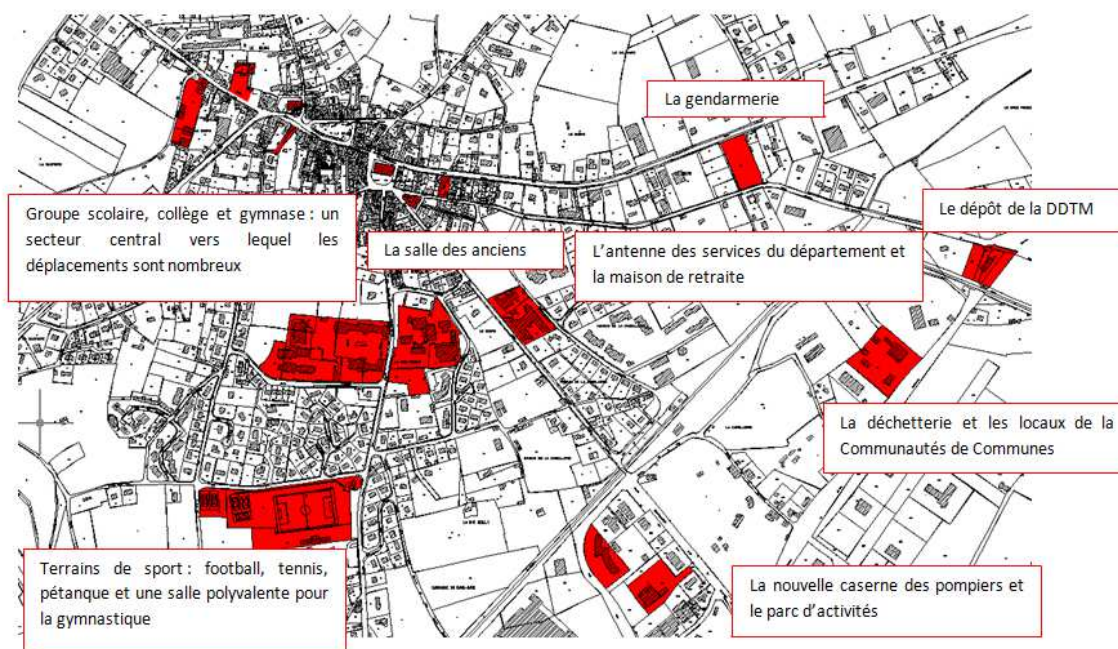 La gendarmerie
Le dépôt de la DDTM
Groupe scolaire, collège et gymnase : un
secteur central vers lequel les
déplacements sont nombreux
La salle des anciens
L'antenne des services du département et
la maison de retraite
La déchetterie et les locaux de la
Communautés de Communes
Terrains de sport : football, tennis,
pétanque et une salle polyvalente pour
la gymnastique
La nouvelle caserne des pompiers et
le parc d'activités